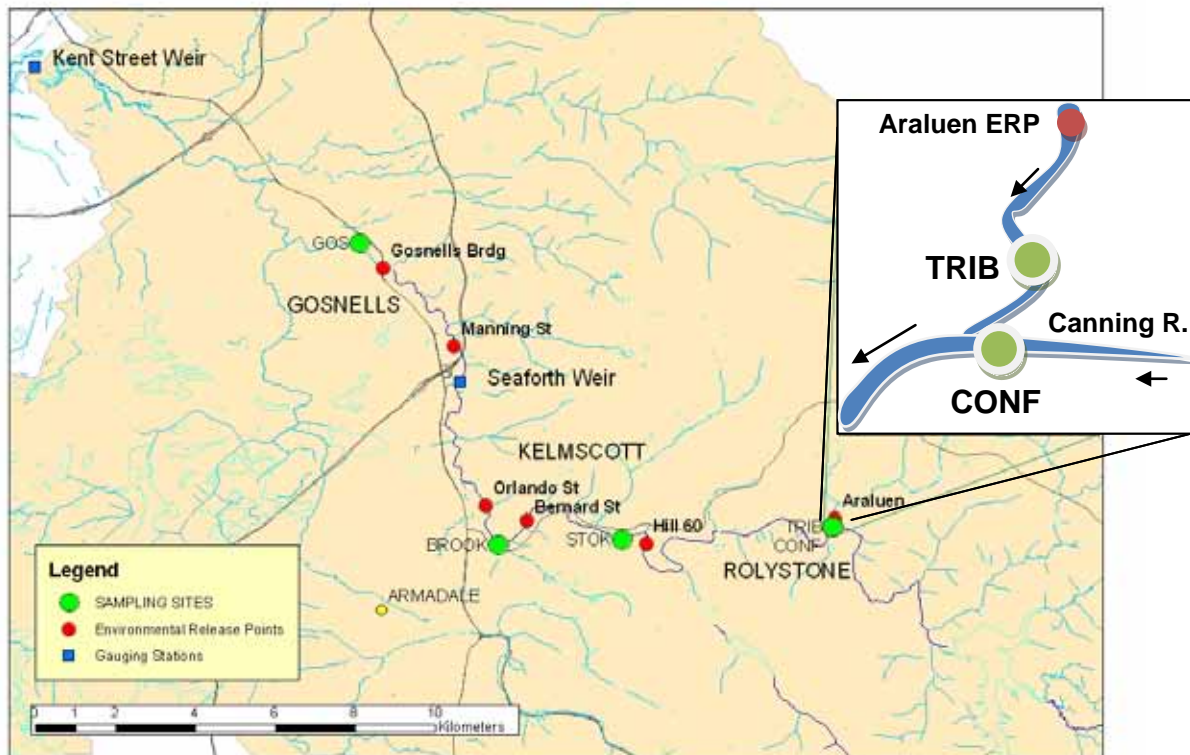 Kent Street Weir
Araluen ERP
TRIB
Canning R.
CONF
GOS
Gosnells Brdg
GOSNELLS
Manning St
Seaforth Weir
KELMSCOTT
Orlando St
Bernard St
BROOK
STOK
Hill 60
Araluen
TRIB
CONF
ROLYSTONE
ARMADALE
Legend
SAMPLING SITES
Environmental Release Points
Gauging Stations
0 1 2 4 6 8 10
Kilometers